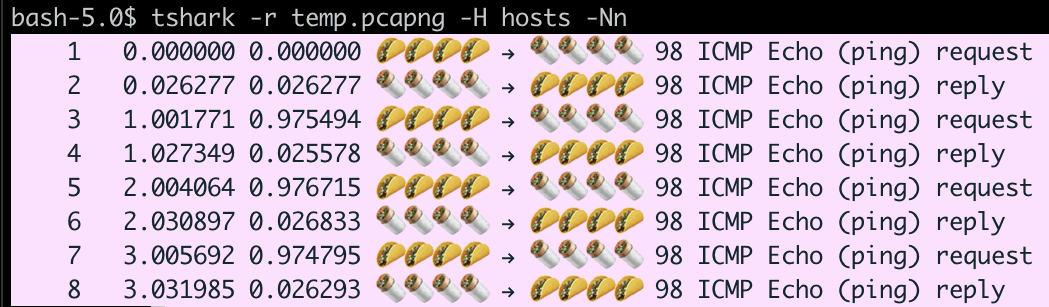 bash-5.0$ tshark -r temp.pcapng -H hosts -Nn
1 0.000000 0.000000 🌮🌮🌮🌮 → 🌯🌯🌯🌯 98 ICMP Echo (ping) request
2 0.026277 0.026277 🌯🌯🌯🌯 → 🌮🌮🌮🌮 98 ICMP Echo (ping) reply
3 1.001771 0.975494 🌮🌮🌮🌮 → 🌯🌯🌯🌯 98 ICMP Echo (ping) request
4 1.027349 0.025578 🌯🌯🌯🌯 → 🌮🌮🌮🌮 98 ICMP Echo (ping) reply
5 2.004064 0.976715 🌮🌮🌮🌮 → 🌯🌯🌯🌯 98 ICMP Echo (ping) request
6 2.030897 0.026833 🌯🌯🌯🌯 → 🌮🌮🌮🌮 98 ICMP Echo (ping) reply
7 3.005692 0.974795 🌮🌮🌮🌮 → 🌯🌯🌯🌯 98 ICMP Echo (ping) request
8 3.031985 0.026293 🌯🌯🌯🌯 → 🌮🌮🌮🌮 98 ICMP Echo (ping) reply